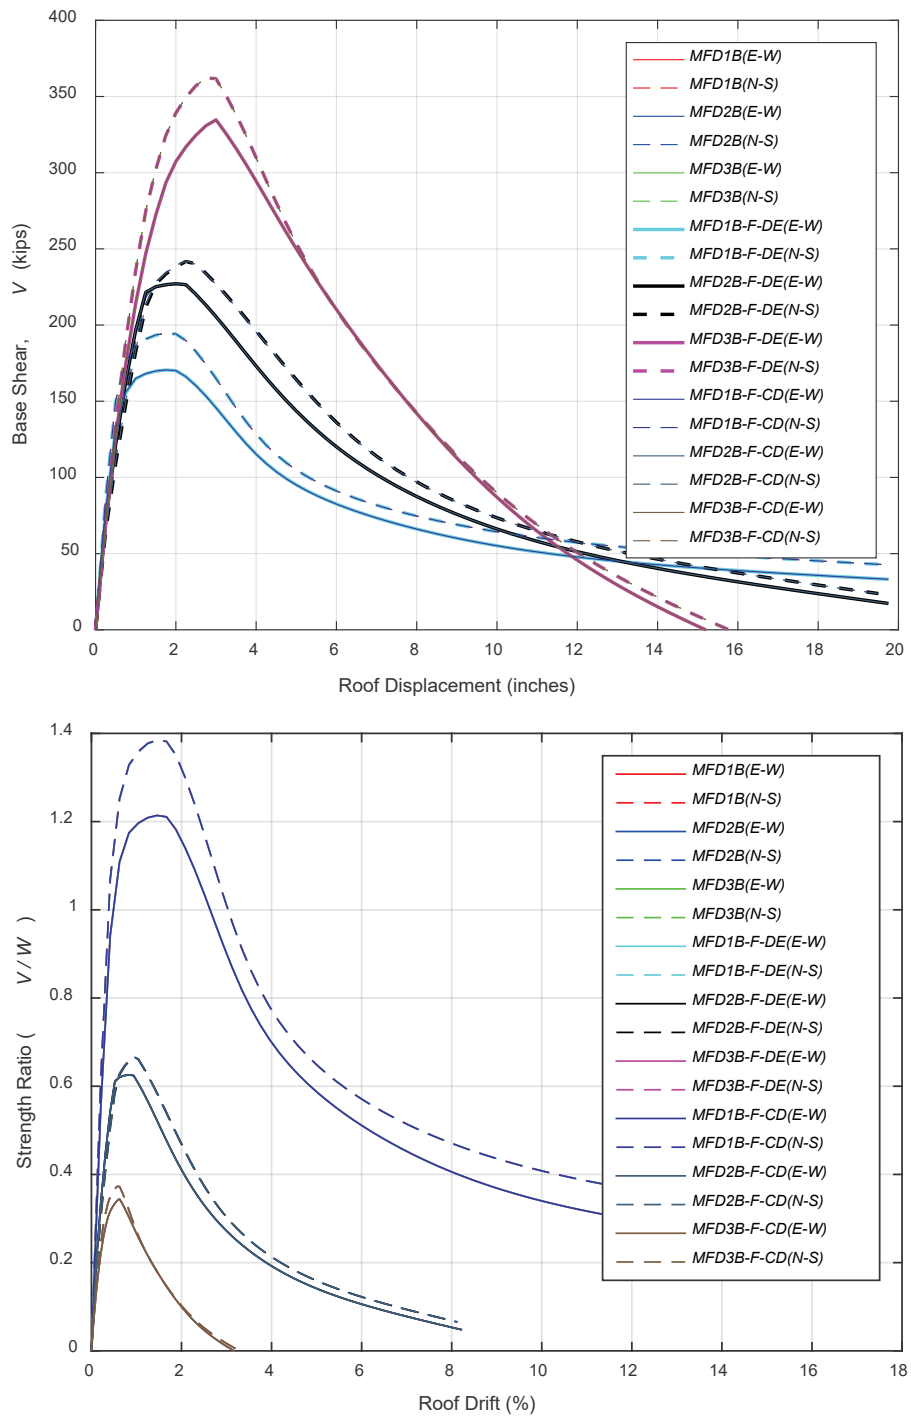 400
350
300
250
200
150
100
50
0
Base Shear, V (kips)
MFD1B(E-W)
MFD1B(N-S)
MFD2B(E-W)
MFD2B(N-S)
MFD3B(E-W)
MFD3B(N-S)
MFD1B-F-DE(E-W)
MFD1B-F-DE(N-S)
MFD2B-F-DE(E-W)
MFD2B-F-DE(N-S)
MFD3B-F-DE(E-W)
MFD3B-F-DE(N-S)
MFD1B-F-CD(E-W)
MFD1B-F-CD(N-S)
MFD2B-F-CD(E-W)
MFD2B-F-CD(N-S)
MFD3B-F-CD(E-W)
MFD3B-F-CD(N-S)
0 2 4 6 8 10 12 14 16 18 20
Roof Displacement (inches)
1.4
1.2
1
0.8
0.6
0.4
0.2
0
Strength Ratio ( V / W )
MFD1B(E-W)
MFD1B(N-S)
MFD2B(E-W)
MFD2B(N-S)
MFD3B(E-W)
MFD3B(N-S)
MFD1B-F-DE(E-W)
MFD1B-F-DE(N-S)
MFD2B-F-DE(E-W)
MFD2B-F-DE(N-S)
MFD3B-F-DE(E-W)
MFD3B-F-DE(N-S)
MFD1B-F-CD(E-W)
MFD1B-F-CD(N-S)
MFD2B-F-CD(E-W)
MFD2B-F-CD(N-S)
MFD3B-F-CD(E-W)
MFD3B-F-CD(N-S)
0 2 4 6 8 10 12 14 16 18
Roof Drift (%)